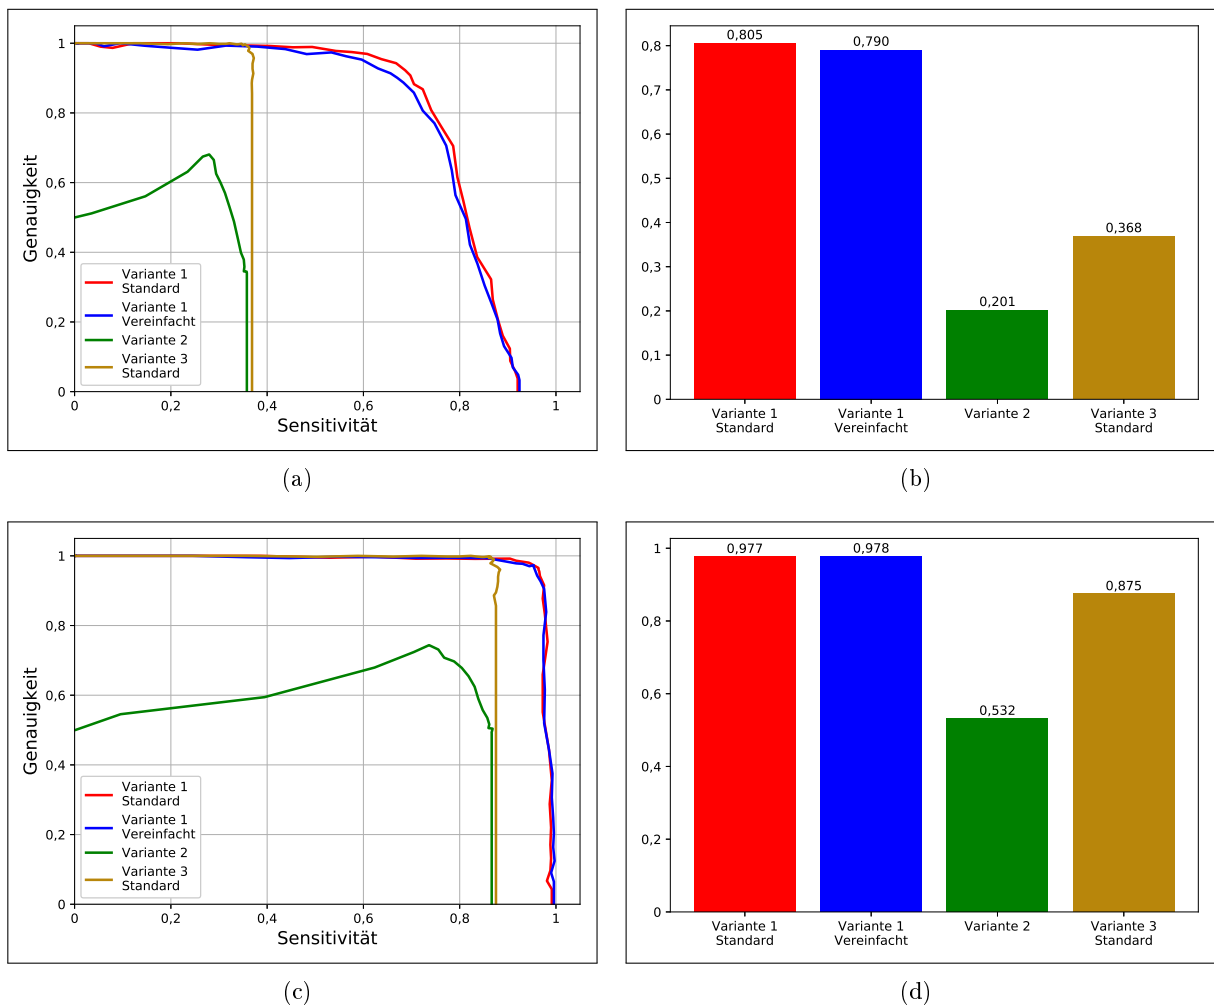 1
0,8
0,6
0,4
0,2
0
Genauigkeit
Variante 1
Standard
Variante 1
Vereinfacht
Variante 2
Variante 3
Standard
0 0,2 0,4 0,6 0,8 1
Sensitivität
(a)
0,8
0,7
0,6
0,5
0,4
0,3
0,2
0,1
0
0,805
0,790
0,201
0,368
Variante 1
Standard
Variante 1
Vereinfacht
Variante 2
Variante 3
Standard
(b)
1
0,8
0,6
0,4
0,2
0
Genauigkeit
Variante 1
Standard
Variante 1
Vereinfacht
Variante 2
Variante 3
Standard
0 0,2 0,4 0,6 0,8 1
Sensitivität
(c)
1
0,8
0,6
0,4
0,2
0
0,977
0,978
0,532
0,875
Variante 1
Standard
Variante 1
Vereinfacht
Variante 2
Variante 3
Standard
(d)